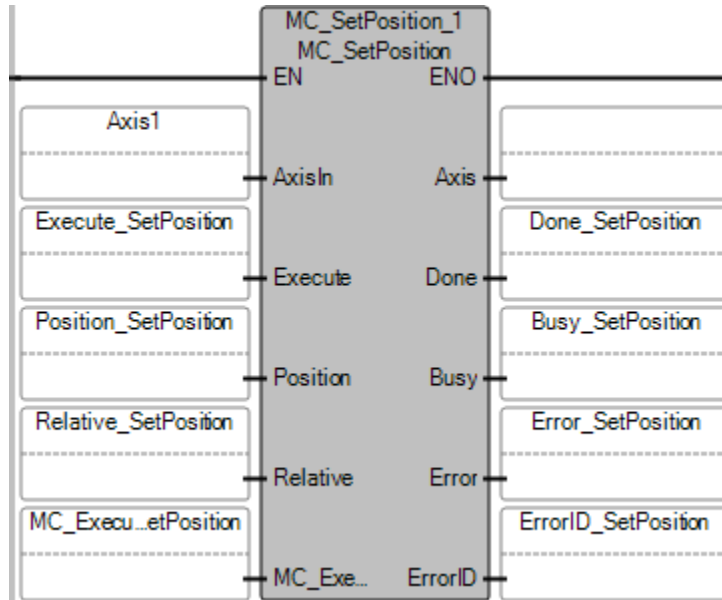 MC_SetPosition_1
MC_SetPosition
EN ENO
Axis1
AxisIn Axis
Execute_SetPosition Done_SetPosition
Execute Done
Position_SetPosition Busy_SetPosition
Position Busy
Relative_SetPosition Error_SetPosition
Relative Error
MC_Execu...etPosition ErrorID_SetPosition
MC_Exe... ErrorID